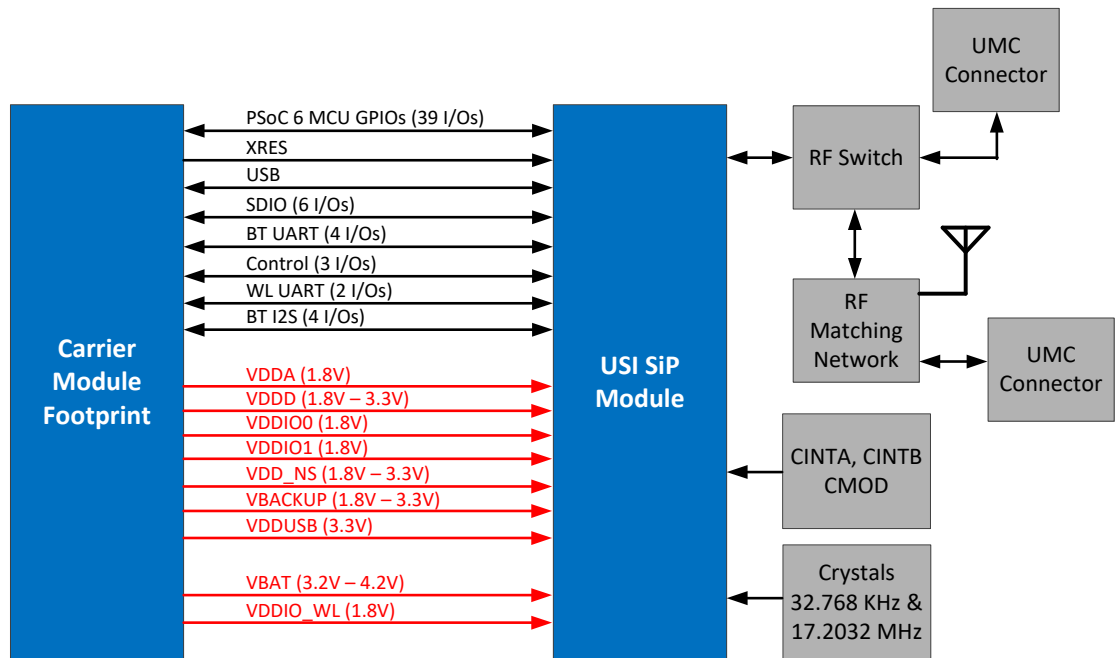 UMC
Connector
PSoC 6 MCU GPIOs (39 I/Os)
XRES
USB
SDIO (6 I/Os)
BT UART (4 I/Os)
Control (3 I/Os)
WL UART (2 I/Os)
BT I2S (4 I/Os)
RF Switch
RF
Matching
Network
UMC
Connector
Carrier
Module
Footprint
USI SiP
Module
VDDA (1.8V)
VDDD (1.8V – 3.3V)
VDDIO0 (1.8V)
VDDIO1 (1.8V)
VDD_NS (1.8V – 3.3V)
VBACKUP (1.8V – 3.3V)
VDDUSB (3.3V)
VBAT (3.2V – 4.2V)
VDDIO_WL (1.8V)
CINTA, CINTB
CMOD
Crystals
32.768 KHz &
17.2032 MHz